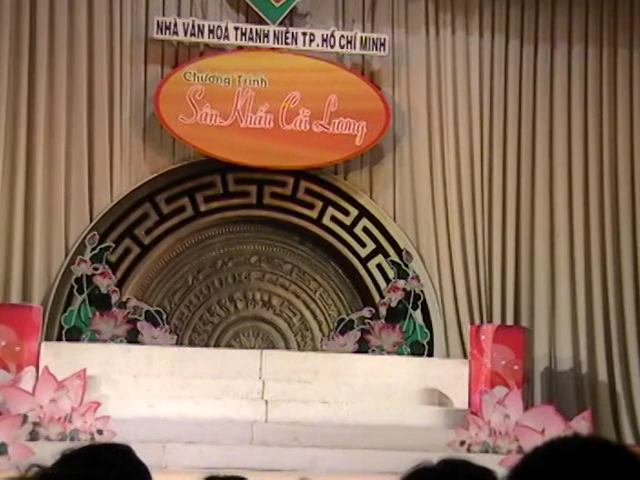 NHÀ VĂN HOÁ THANH NIÊN TP.HỒ CHÍ MINH
Chương Trình
Sân Khấu Cải Lương